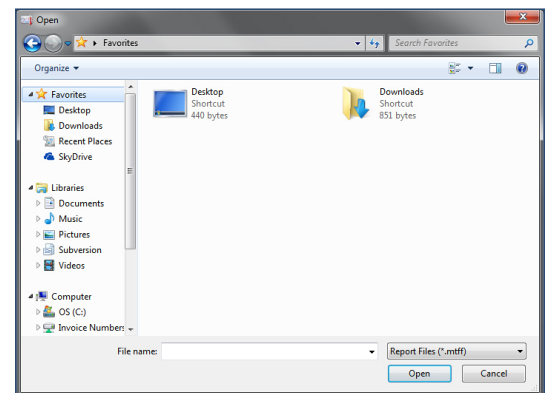 Open
Favorites
Search Favorites
Organize
Favorites
Desktop
Downloads
Recent Places
SkyDrive
Libraries
Documents
Music
Pictures
Subversion
Videos
Computer
OS (C:)
Invoice Numbers
Desktop
Shortcut
440 bytes
Downloads
Shortcut
851 bytes
File name:
Report Files (*.mtff)
Open
Cancel